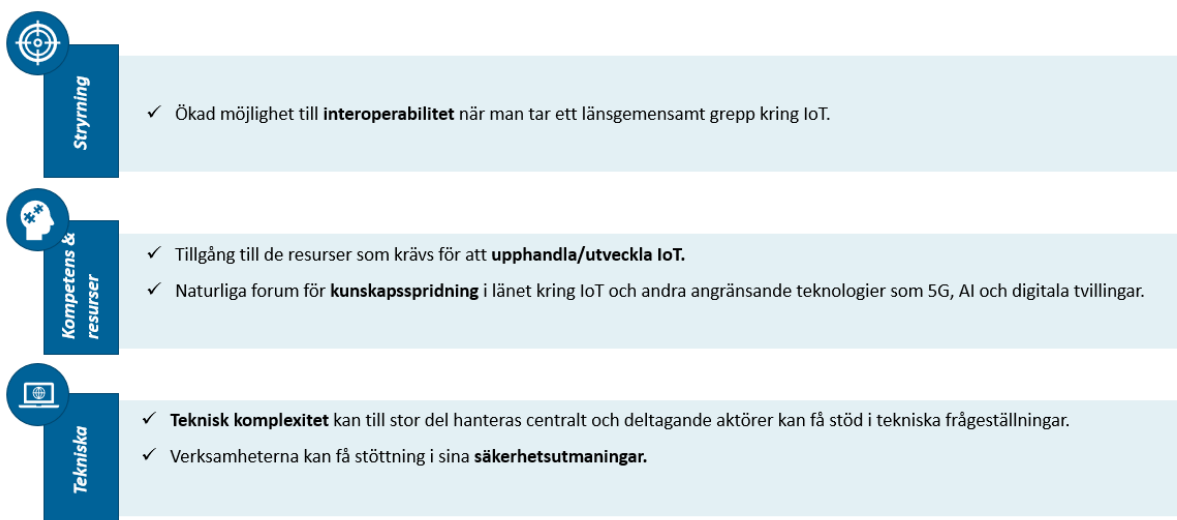 Stryrning
✓ Ökad möjlighet till interoperabilitet när man tar ett länsgemensamt grepp kring IoT.
Kompetens &
resurser
✓ Tillgång till de resurser som krävs för att upphandla/utveckla IoT.
✓ Naturliga forum för kunskapsspridning i länet kring IoT och andra angränsande teknologier som 5G, AI och digitala tvillingar.
Tekniska
✓ Teknisk komplexitet kan till stor del hanteras centralt och deltagande aktörer kan få stöd i tekniska frågeställningar.
✓ Verksamheterna kan få stöttning i sina säkerhetsutmaningar.